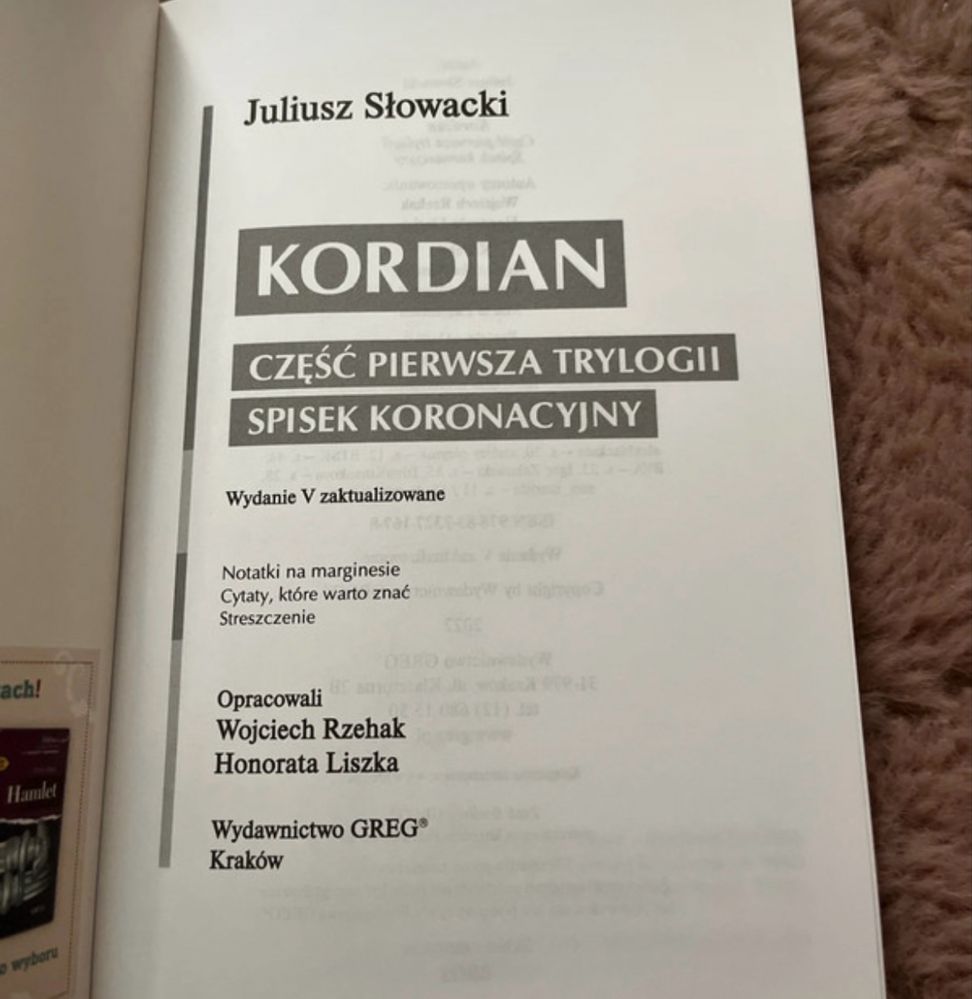 Juliusz Słowacki
KORDIAN
CZĘŚĆ PIERWSZA TRYLOGII
SPISEK KORONACYJNY
Wydanie V zaktualizowane
Notatki na marginesie
Cytaty, które warto znać
Streszczenie
Opracowali
Wojciech Rzehak
Honorata Liszka
Wydawnictwo GREG®
Kraków
Hamlet
wyboru